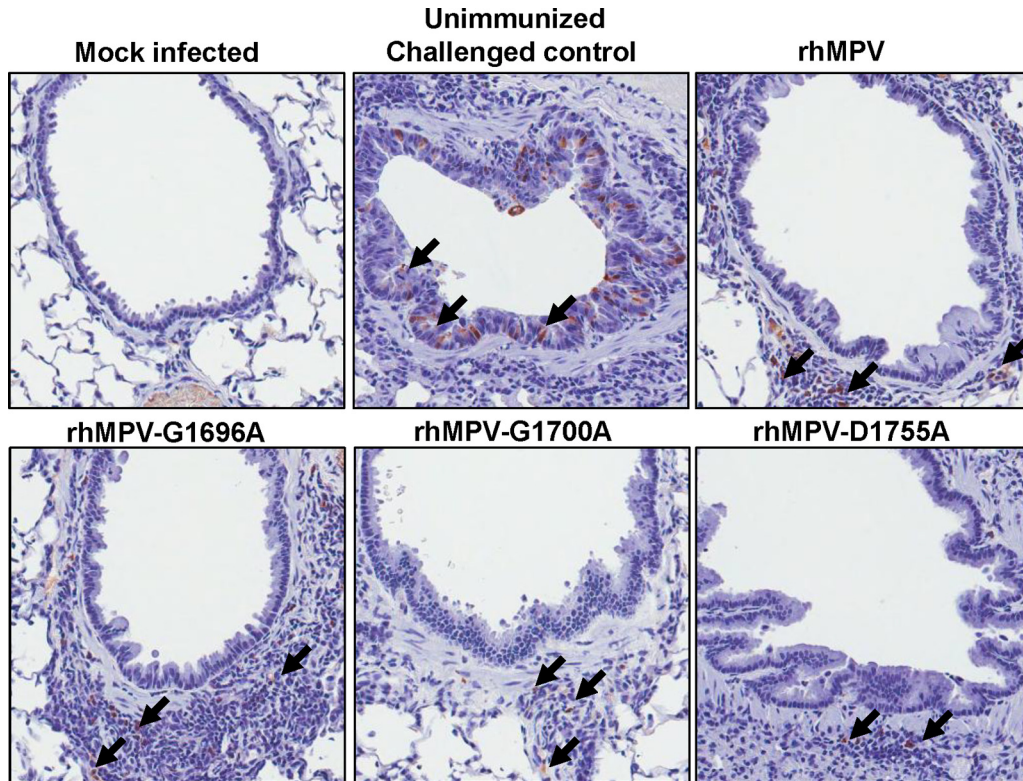 Mock infected
Unimmunized
Challenged control
rhMPV
rhMPV-G1696A
rhMPV-G1700A
rhMPV-D1755A